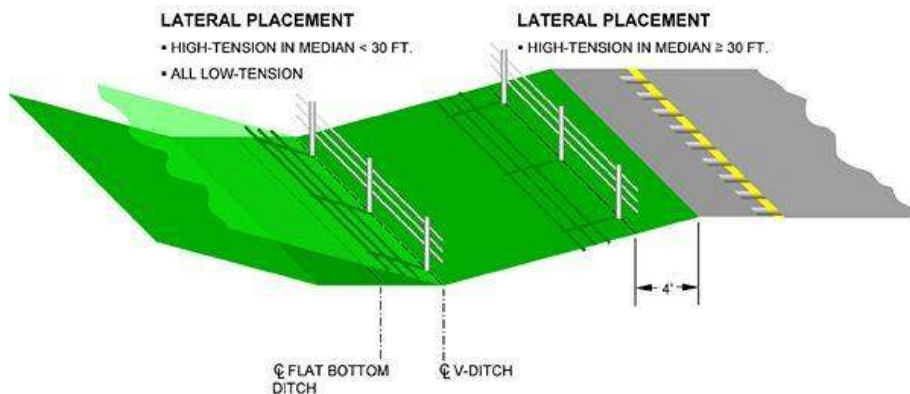 LATERAL PLACEMENT
• HIGH-TENSION IN MEDIAN < 30 FT.
• ALL LOW-TENSION
LATERAL PLACEMENT
• HIGH-TENSION IN MEDIAN ≥ 30 FT.
4'
℄ FLAT BOTTOM
DITCH
℄ V-DITCH